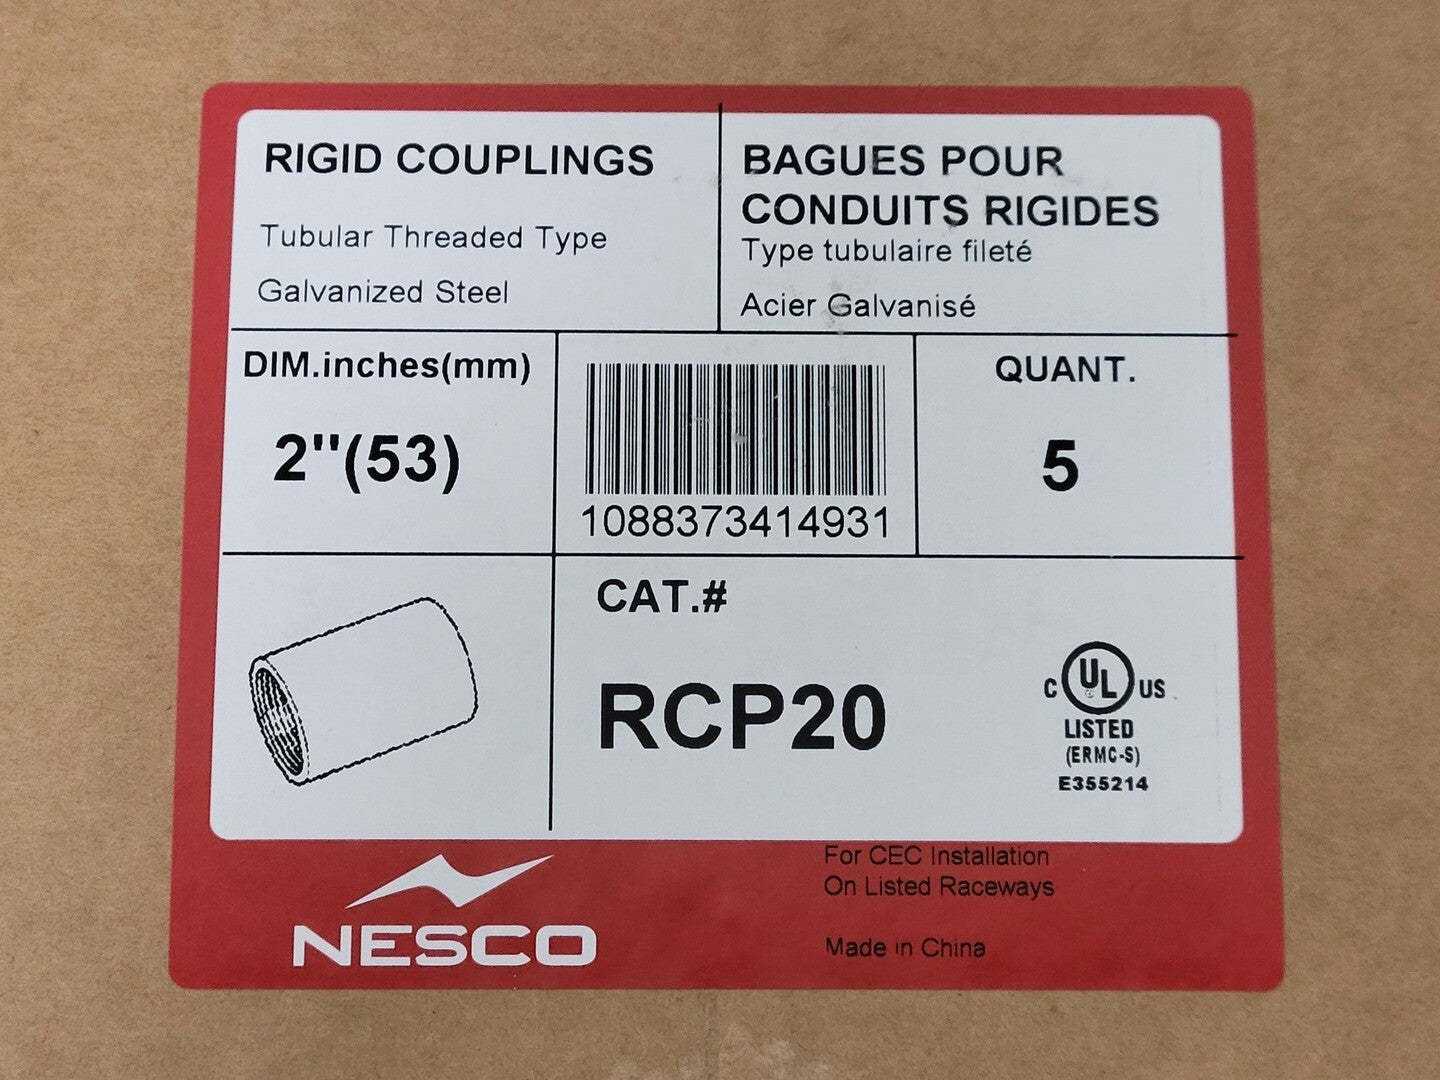 RIGID COUPLINGS
Tubular Threaded Type
Galvanized Steel
BAGUES POUR
CONDUITS RIGIDES
Type tubulaire fileté
Acier Galvanisé
DIM.inches(mm)
2"(53)
1088373414931
QUANT.
5
CAT.#
RCP20
C UL US
LISTED
(ERMC-S)
E355214
NESCO
For CEC Installation
On Listed Raceways
Made in China